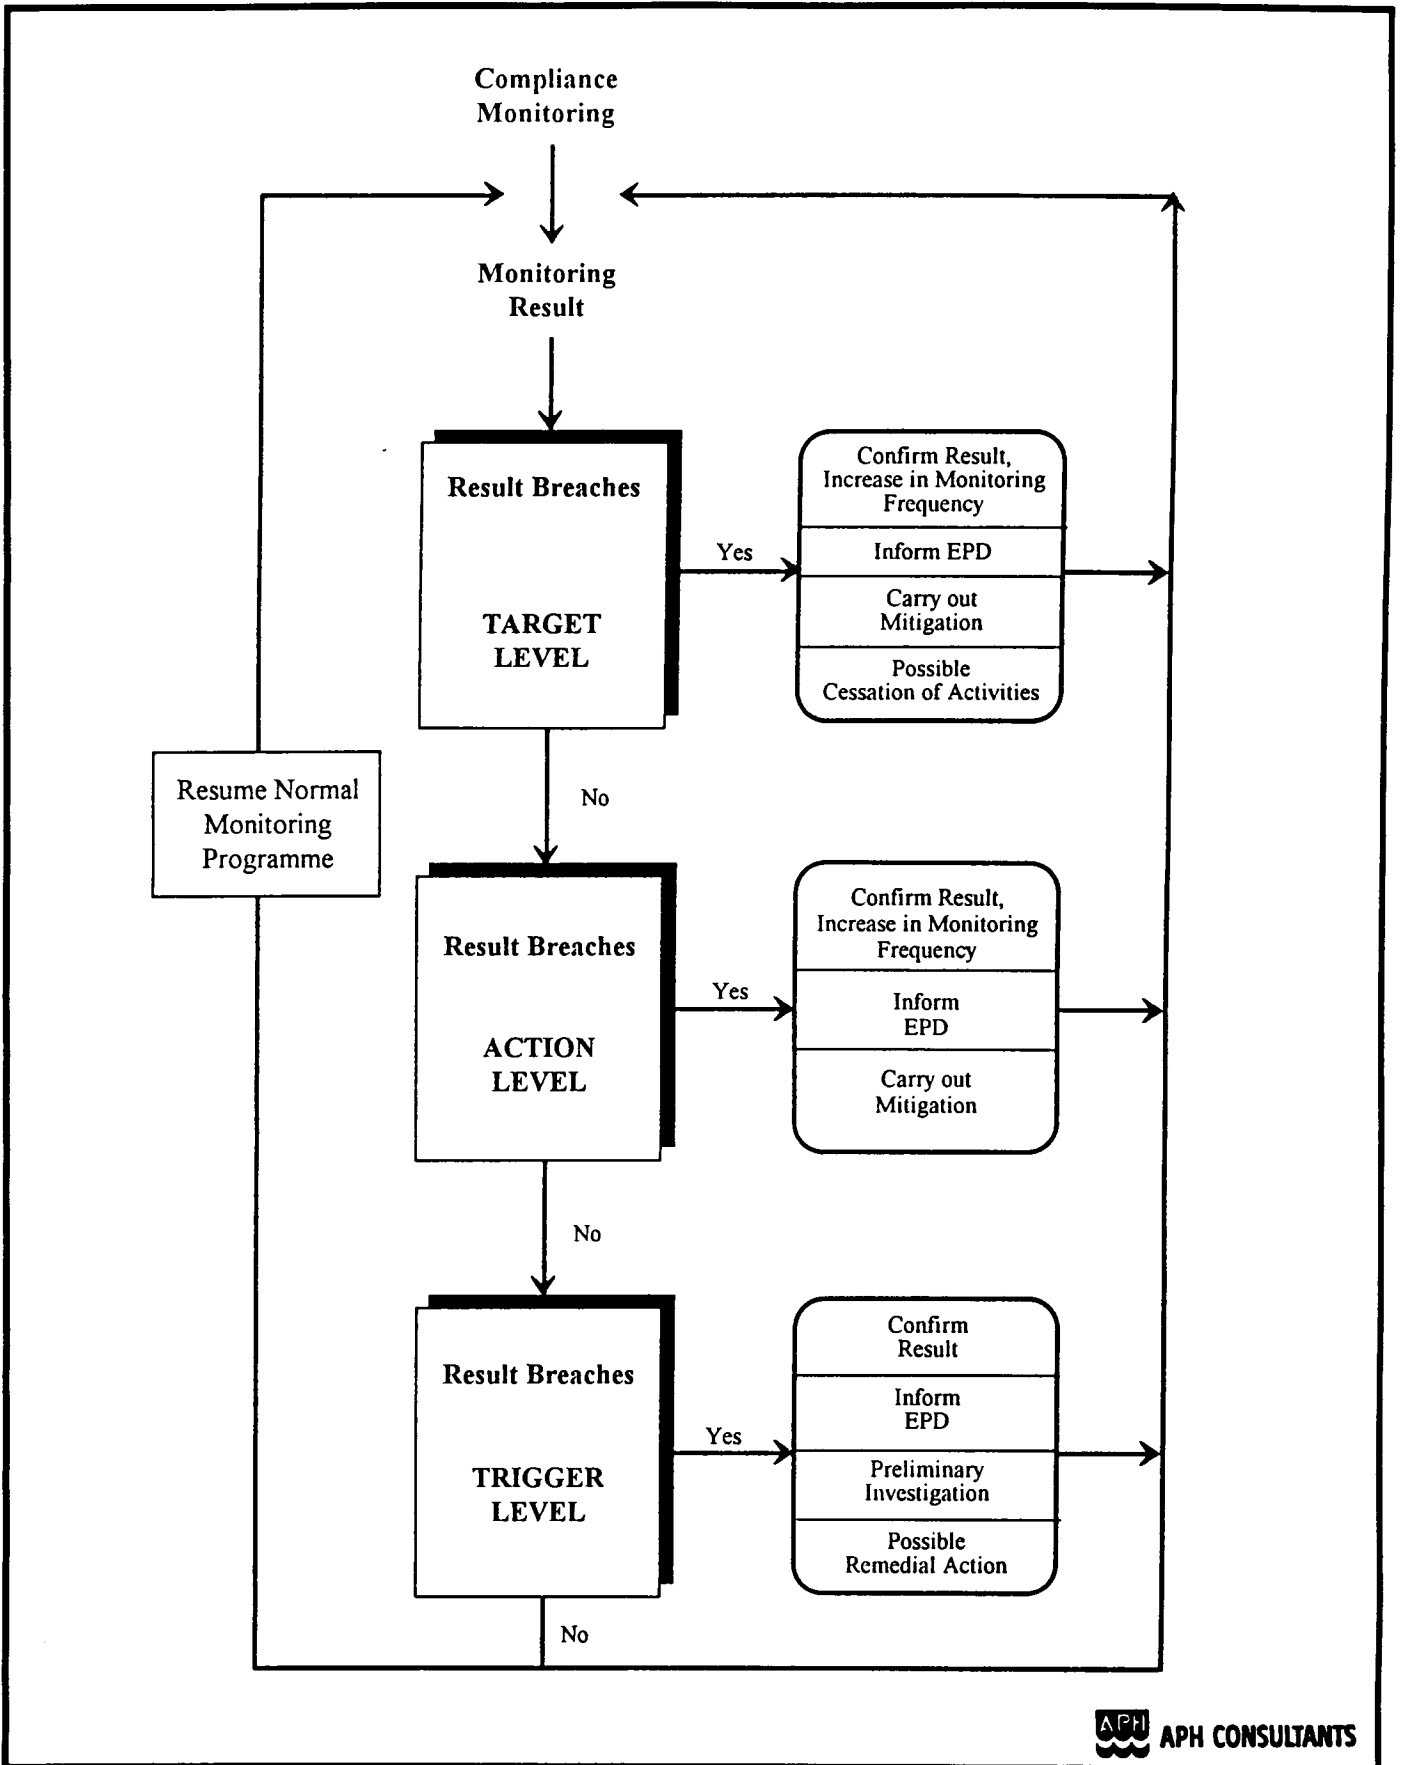 Compliance
Monitoring
Monitoring
Result
Result Breaches
TARGET
LEVEL
Yes
Confirm Result,
Increase in Monitoring
Frequency
Inform EPD
Carry out
Mitigation
Possible
Cessation of Activities
No
Resume Normal
Monitoring
Programme
Result Breaches
ACTION
LEVEL
Yes
Confirm Result,
Increase in Monitoring
Frequency
Inform
EPD
Carry out
Mitigation
No
Result Breaches
TRIGGER
LEVEL
Yes
Confirm
Result
Inform
EPD
Preliminary
Investigation
Possible
Remedial Action
No
APH
APH CONSULTANTS